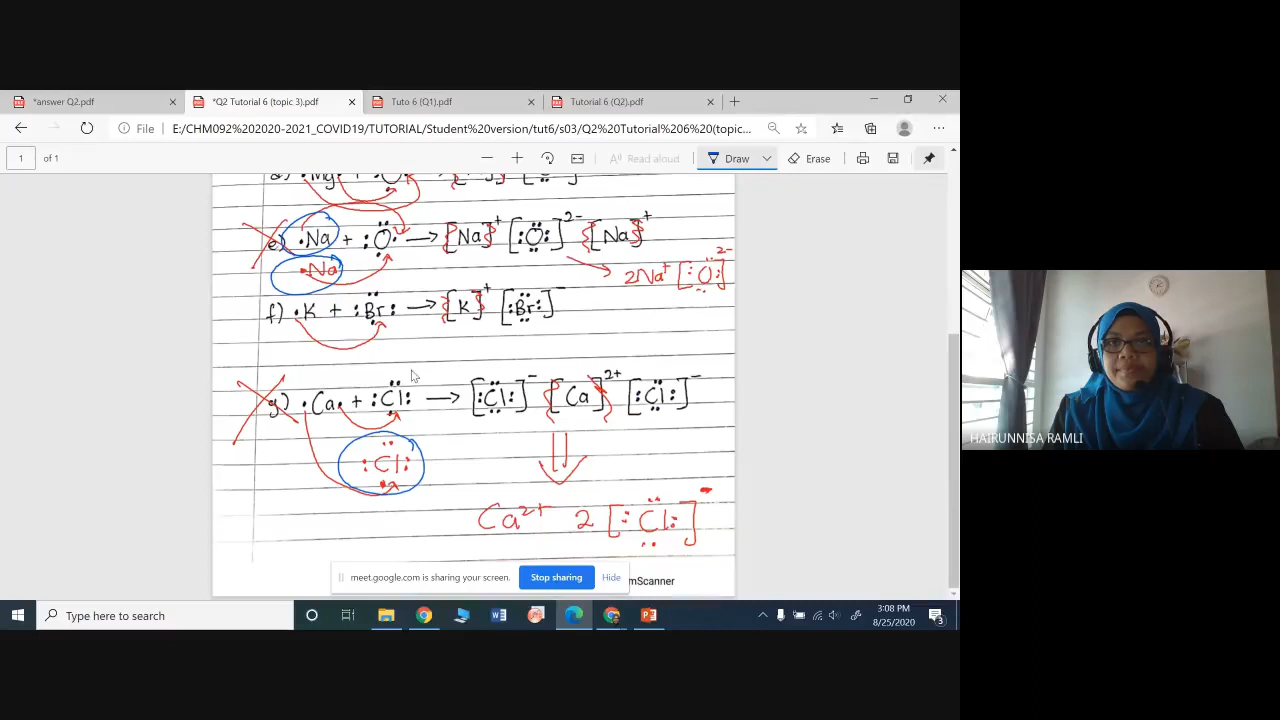 *answer Q2.pdf
*Q2 Tutorial 6 (topic 3).pdf
Tuto 6 (Q1).pdf
Tutorial 6 (Q2).pdf
File E:/CHM092%202020-2021_COVID19/TUTORIAL/Student%20version/tut6/s03/Q2%20Tutorial%206%20(topic...
1 of 1
Read aloud
Draw
Erase
e) Na + O → [Na]+ [O]2- [Na]+
Na
2Na+ [O]2-
f) K + Br → [K]+ [Br]-
g) Ca + Cl → [Cl]- [Ca]2+ [Cl]-
Cl
Ca2+ 2 [Cl]-
meet.google.com is sharing your screen.
Stop sharing
Hide
mScanner
HAIRUNNISA RAMLI
Type here to search
3:08 PM
8/25/2020
3